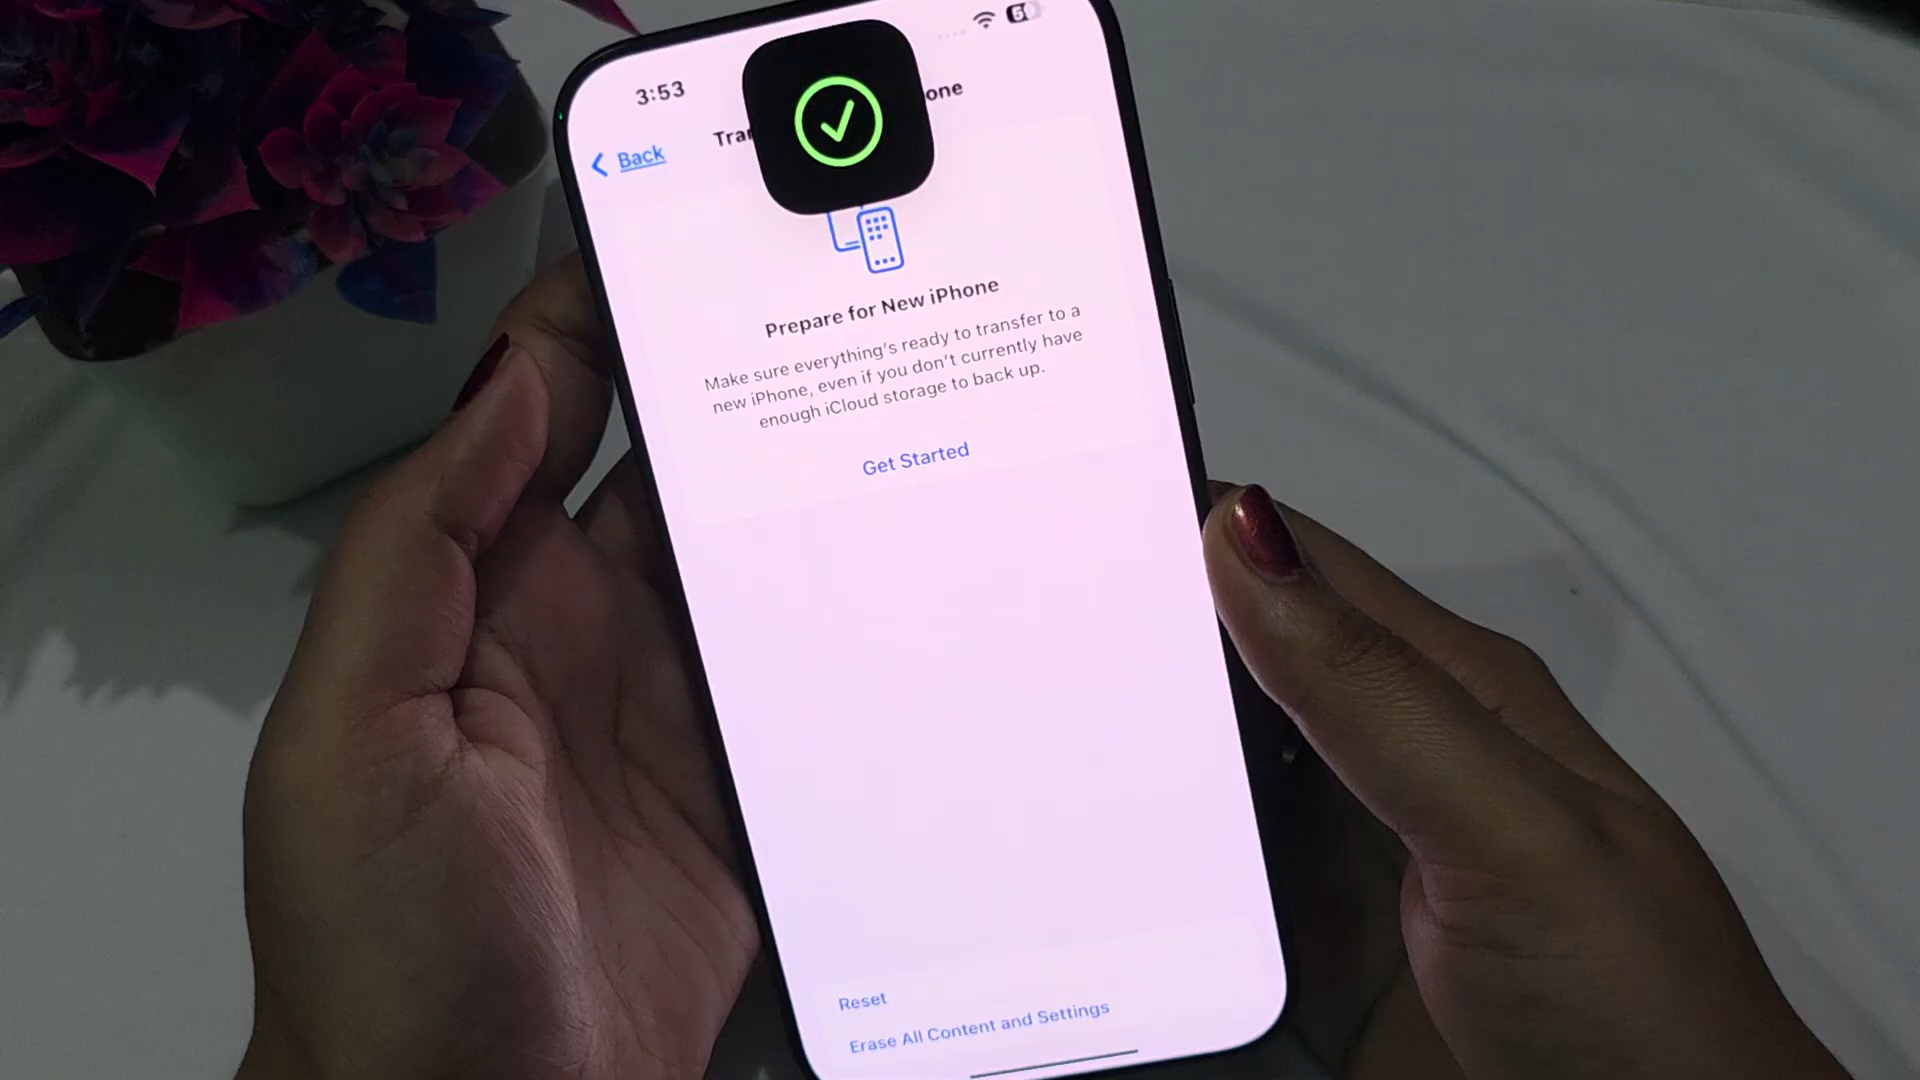 3:53
Back
Tra
one
Prepare for New iPhone
Make sure everything's ready to transfer to a
new iPhone, even if you don't currently have
enough iCloud storage to back up.
Get Started
Reset
Erase All Content and Settings